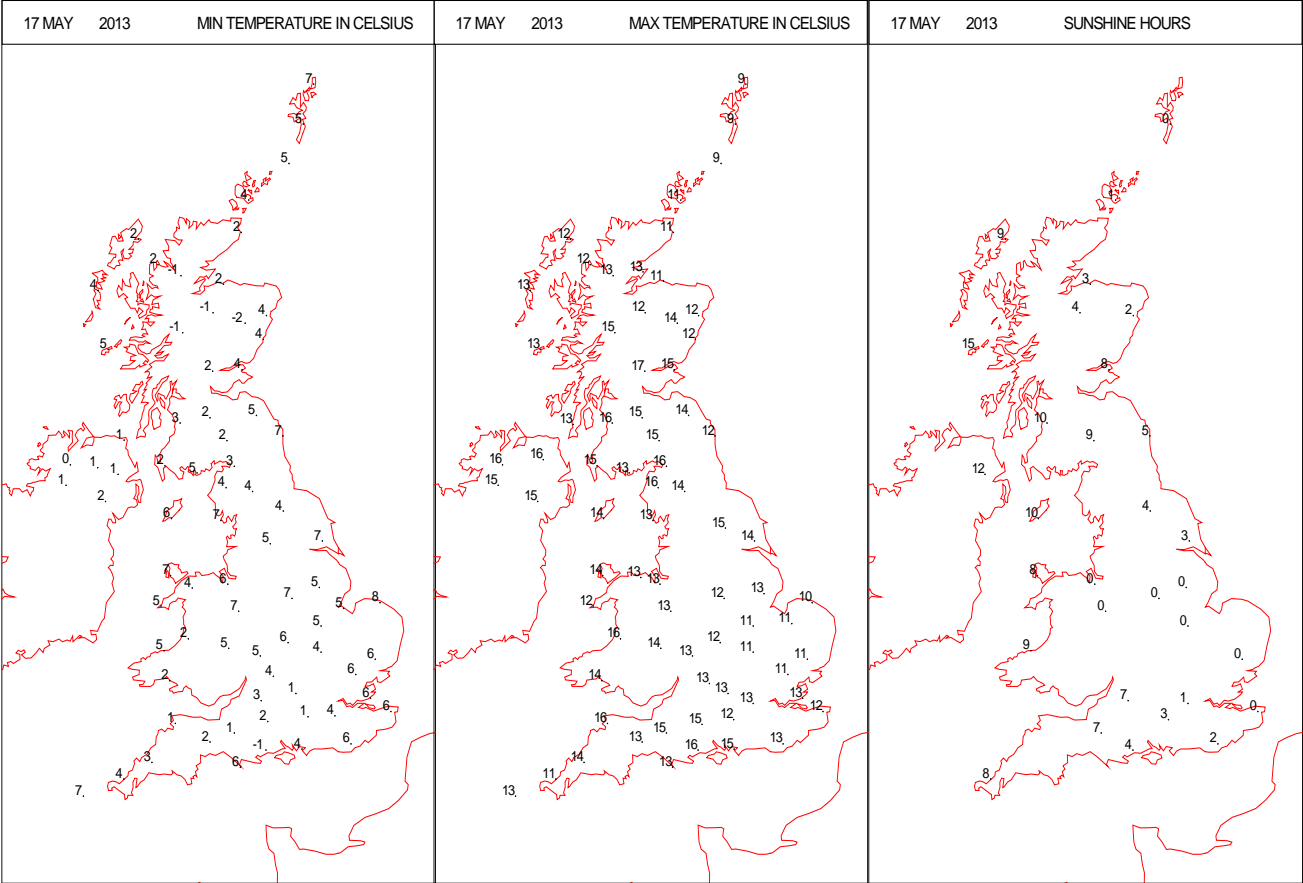 17 MAY 2013 MIN TEMPERATURE IN CELSIUS
7
5
5
4
2 2
2 -1
4 2
-1 -2 4
-1 4
5
2 4
3 2 5
1 2 7
0 1 1 2 5 3
1 2 4 4
6 7 4
5 7
7 4 6 7 5
5 7 5 8
2 5 6 5
5 5 4 6
2 4 6
3 1 6
1 2 1 4 6
2 1 -1 4 6
3 6
4
7
17 MAY 2013 MAX TEMPERATURE IN CELSIUS
9
9
9
11
12 11
12 13 13 11
13
12 14 12
15 12
13
17 15
13 16 15 14
15 12
16 16 15 13 16
15 15 16 14
14 13 15
14
14 13 13 12 13
12 13 10
16 12 11 11
14 13 11 11
14 13 11
13 13 13
16 15 15 12 12
13 16 15 13
14 13
11
13
17 MAY 2013 SUNSHINE HOURS
0
1
9
3
4 2
15
8
10 9 5
12
10 4
3
8 0 0 0
0
0
9 0
7 1
3 0
7 4 2
8